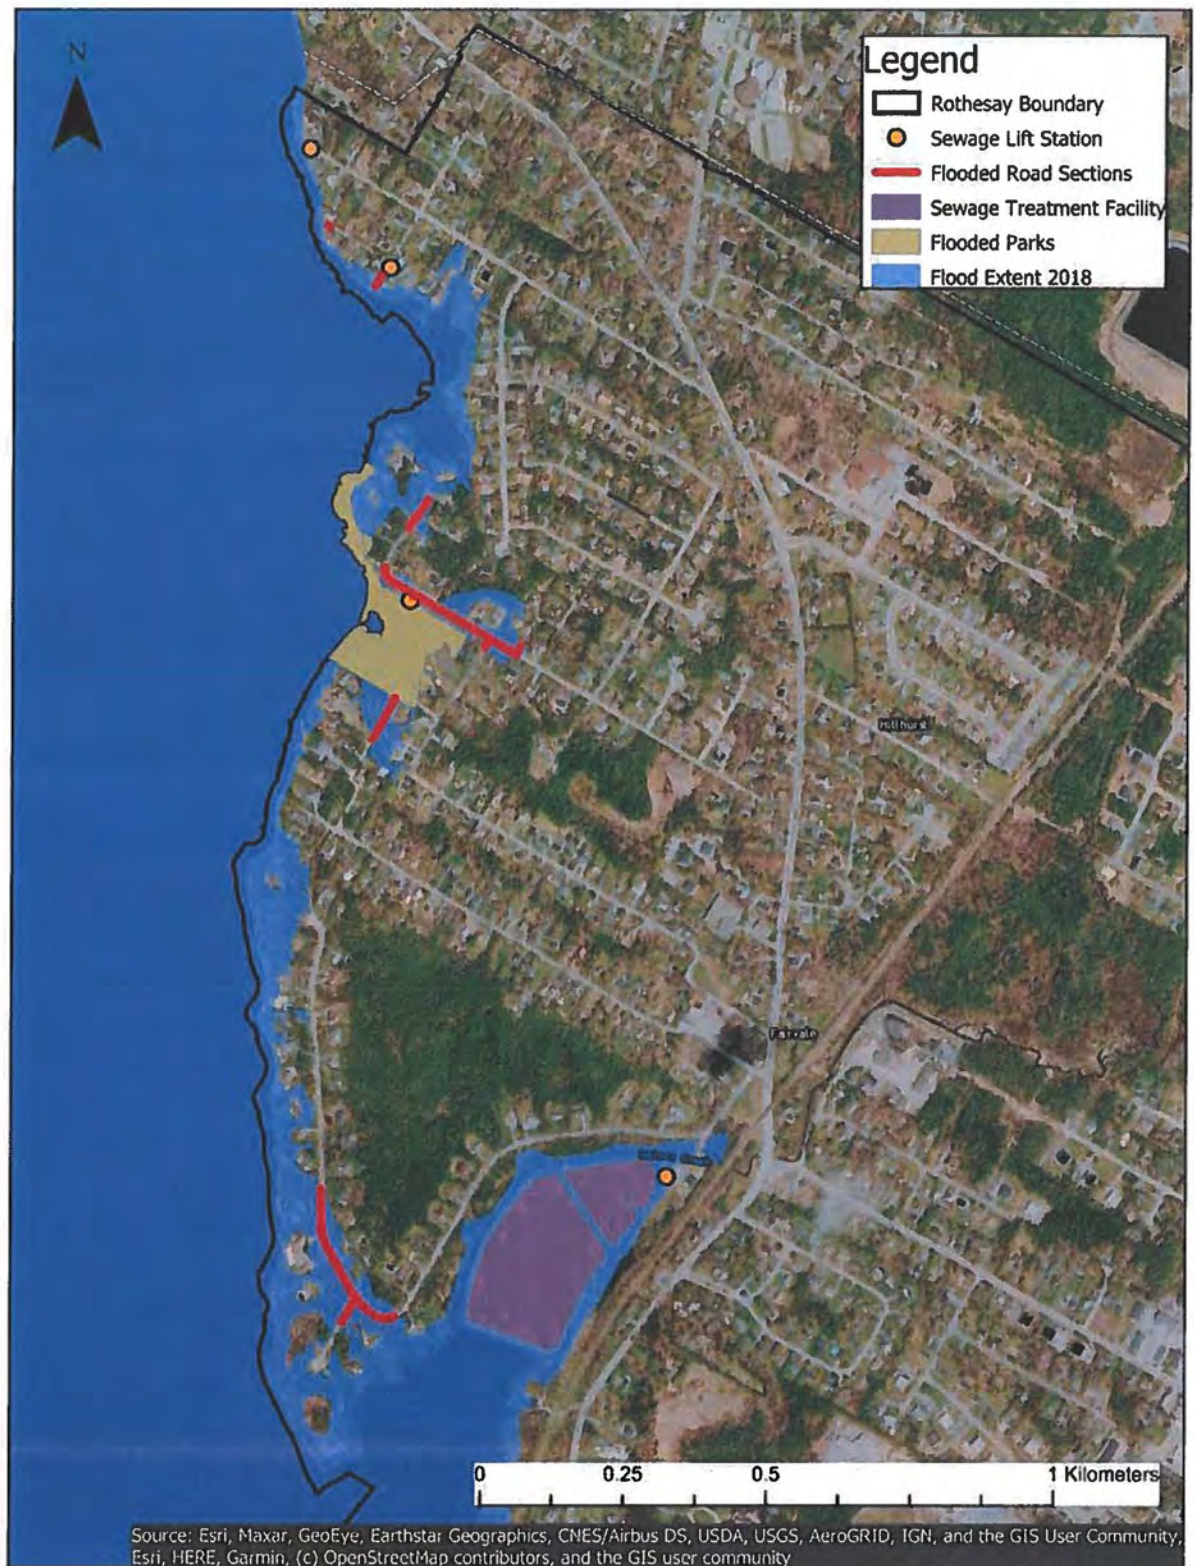 N
Legend
Rothesay Boundary
Sewage Lift Station
Flooded Road Sections
Sewage Treatment Facility
Flooded Parks
Flood Extent 2018
Hillhurst
Fairvale
0 0.25 0.5 1 Kilometers
Source: Esri, Maxar, GeoEye, Earthstar Geographics, CNES/Airbus DS, USDA, USGS, AeroGRID, IGN, and the GIS User Community,
Esri, HERE, Garmin, (c) OpenStreetMap contributors, and the GIS user community